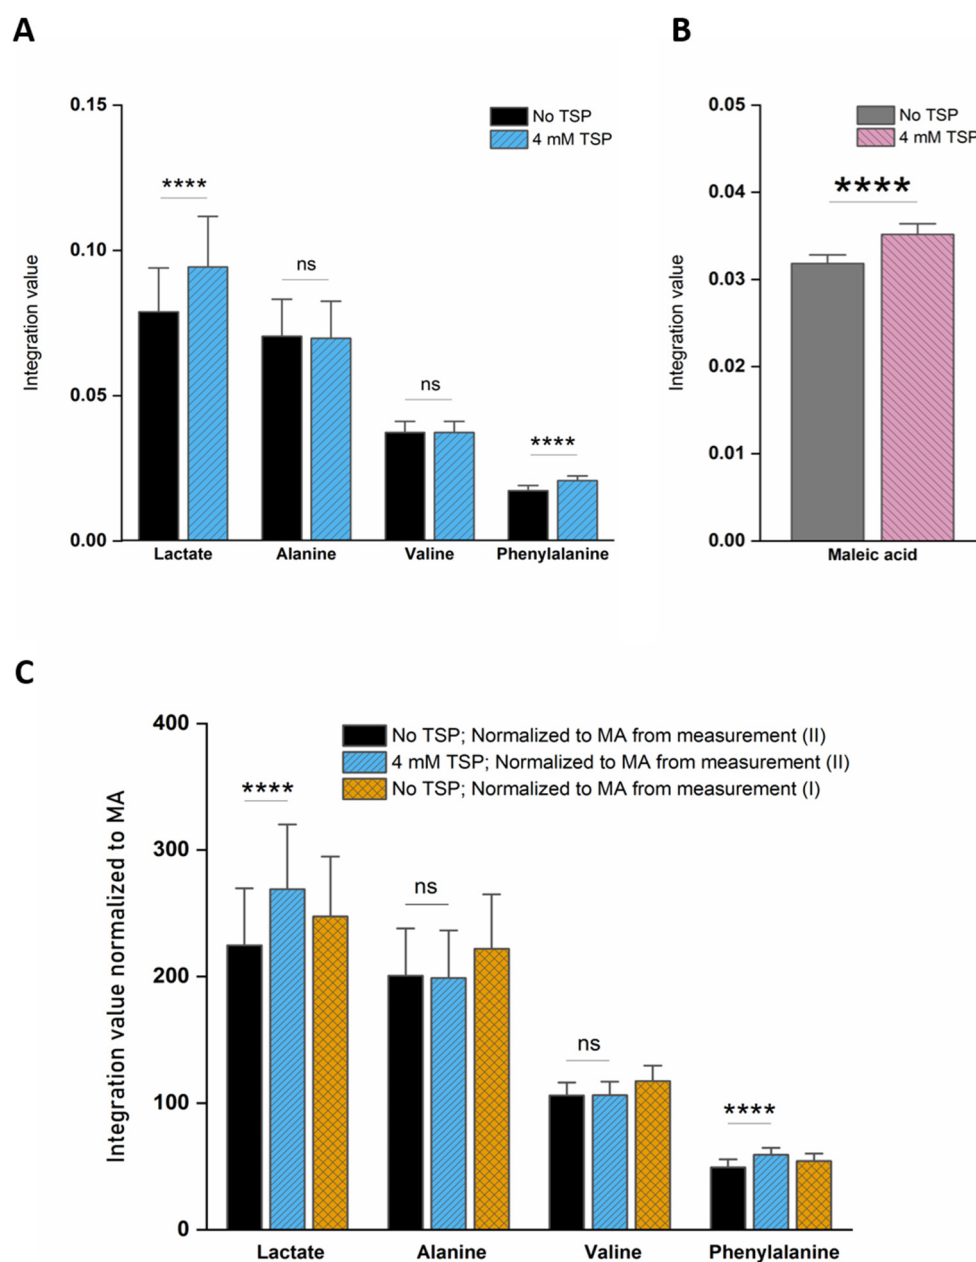 A
0.15
0.10
0.05
0.00
Integration value
No TSP
4 mM TSP
****
ns
ns
****
Lactate
Alanine
Valine
Phenylalanine
B
0.05
0.04
0.03
0.02
0.01
0.00
Integration value
No TSP
4 mM TSP
****
Maleic acid
C
400
300
200
100
0
Integration value normalized to MA
No TSP; Normalized to MA from measurement (II)
4 mM TSP; Normalized to MA from measurement (II)
No TSP; Normalized to MA from measurement (I)
****
ns
ns
****
Lactate
Alanine
Valine
Phenylalanine